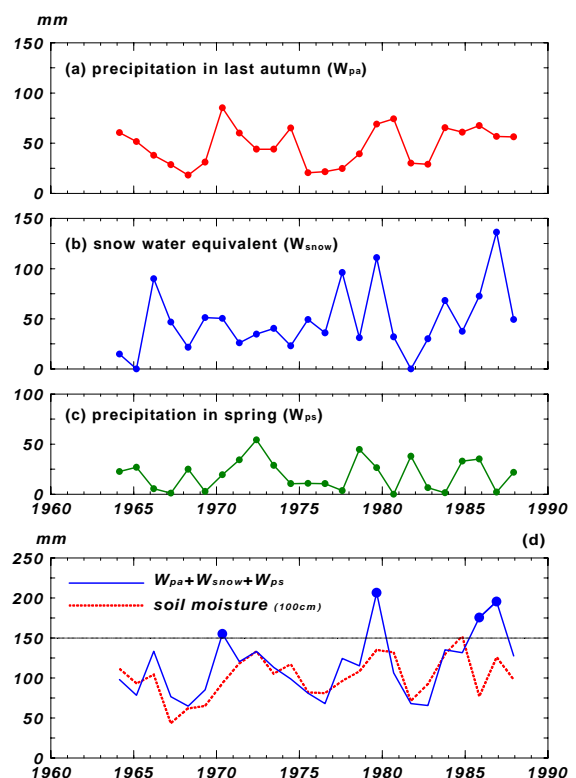 mm
150
(a) precipitation in last autumn (Wpa)
100
50
0
150
(b) snow water equivalent (Wsnow)
100
50
0
100
(c) precipitation in spring (Wps)
50
0
1960 1965 1970 1975 1980 1985 1990
mm (d)
250
Wpa+Wsnow+Wps
200
soil moisture (100cm)
150
100
50
0
1960 1965 1970 1975 1980 1985 1990